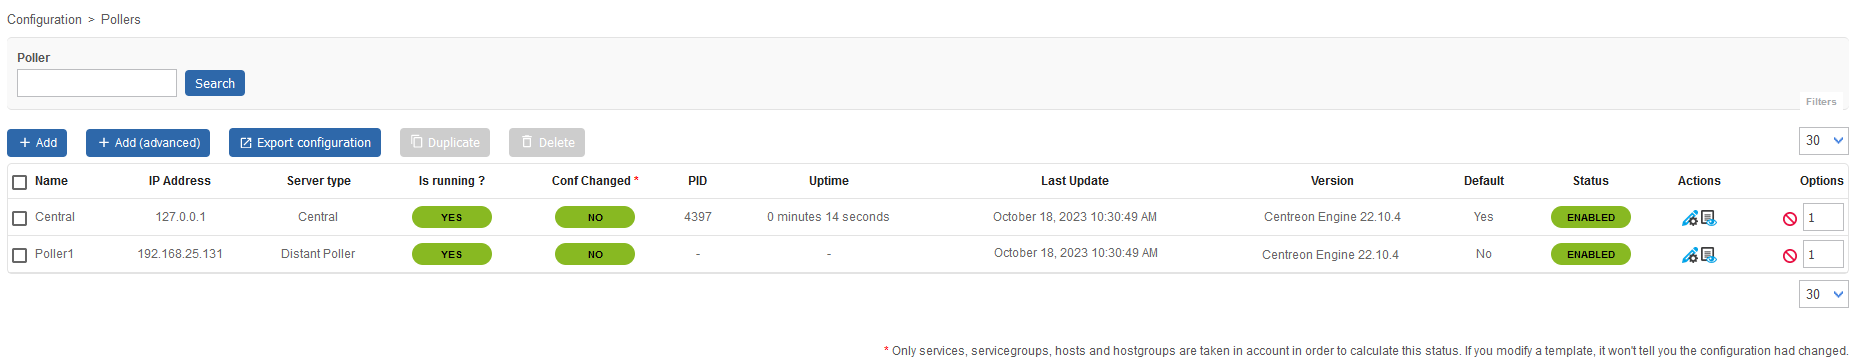 Configuration > Pollers
Poller
Search
Filters
+ Add + Add (advanced) Export configuration Duplicate Delete 30
Name IP Address Server type Is running ? Conf Changed * PID Uptime Last Update Version Default Status Actions Options
Central 127.0.0.1 Central YES NO 4397 0 minutes 14 seconds October 18, 2023 10:30:49 AM Centreon Engine 22.10.4 Yes ENABLED 1
Poller1 192.168.25.131 Distant Poller YES NO - - October 18, 2023 10:30:49 AM Centreon Engine 22.10.4 No ENABLED 1
30
* Only services, servicegroups, hosts and hostgroups are taken in account in order to calculate this status. If you modify a template, it won't tell you the configuration had changed.